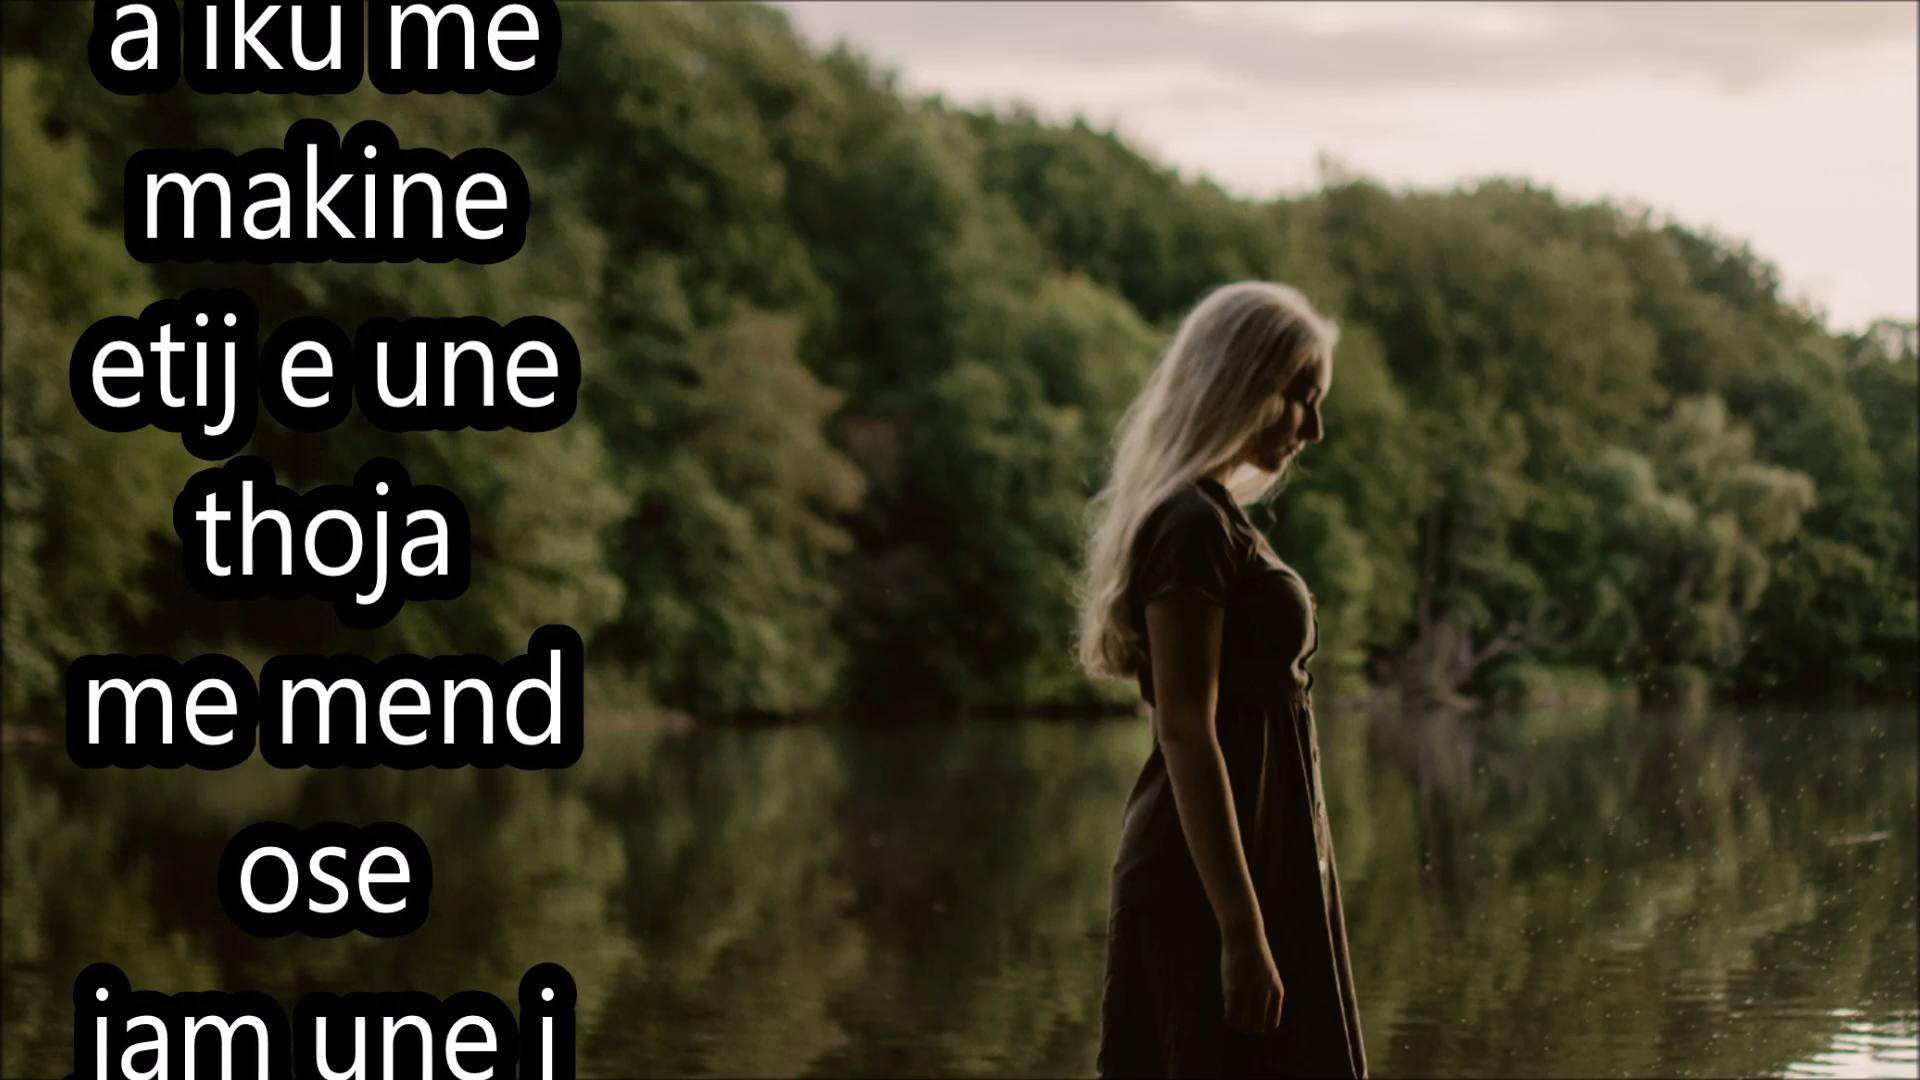 a iku me
makine
etij e une
thoja
me mend
ose
jam une i